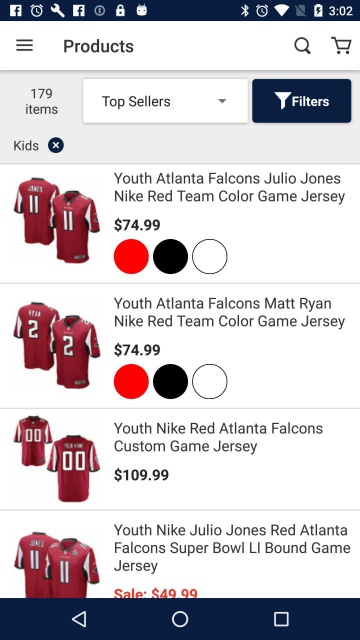 3:02
Products
179
items
Top Sellers
Filters
Kids
Youth Atlanta Falcons Julio Jones
Nike Red Team Color Game Jersey
$74.99
JONES
11
11
Youth Atlanta Falcons Matt Ryan
Nike Red Team Color Game Jersey
$74.99
RYAN
2
2
Youth Nike Red Atlanta Falcons
Custom Game Jersey
$109.99
00
YOUR NAME
00
Youth Nike Julio Jones Red Atlanta
Falcons Super Bowl LI Bound Game
Jersey
Sale: $49.99
JONES
11
11